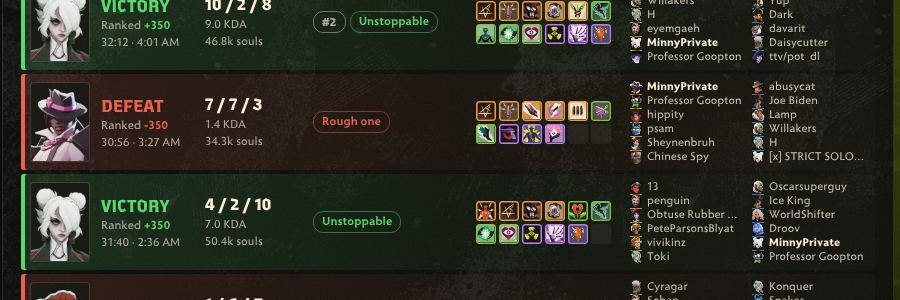 VICTORY
Ranked +350
32:12 · 4:01 AM
10 / 2 / 8
9.0 KDA
46.8k souls
#2
Unstoppable
Willakers
H
eyemgaeh
MinnyPrivate
Professor Goopton
Yup
Dark
davarit
Daisycutter
ttv/pot_dl
DEFEAT
Ranked -350
30:56 · 3:27 AM
7 / 7 / 3
1.4 KDA
34.3k souls
Rough one
MinnyPrivate
Professor Goopton
hippity
psam
Sheynenbruh
Chinese Spy
abusycat
Joe Biden
Lamp
Willakers
H
[x] STRICT SOLO...
VICTORY
Ranked +350
31:40 · 2:36 AM
4 / 2 / 10
7.0 KDA
50.4k souls
Unstoppable
13
penguin
Obtuse Rubber ...
PeteParsonsBlyat
vivikinz
Toki
Oscarsuperguy
Ice King
WorldShifter
Droov
MinnyPrivate
Professor Goopton
Cyragar
Konquer